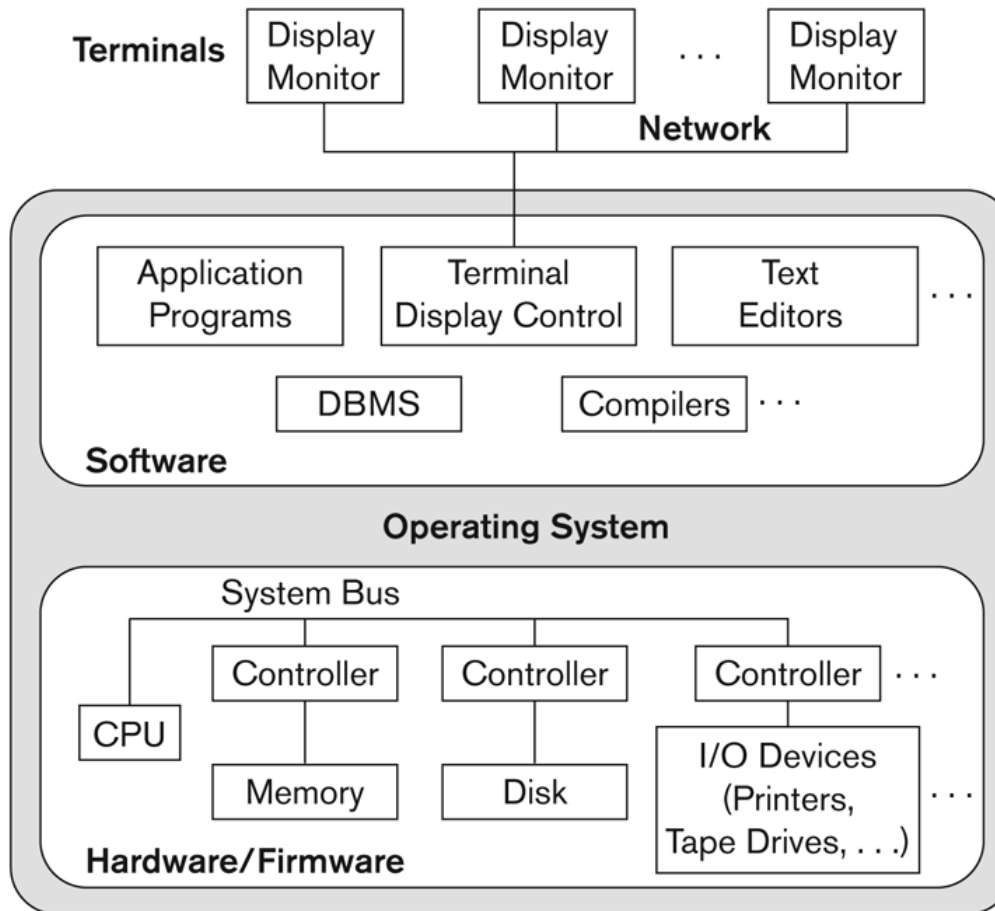 Terminals
Display
Monitor
Display
Monitor
. . .
Display
Monitor
Network
Application
Programs
Terminal
Display Control
Text
Editors
. . .
DBMS
Compilers
. . .
Software
Operating System
System Bus
Controller
Controller
Controller
. . .
CPU
Memory
Disk
I/O Devices
(Printers,
Tape Drives, . . .)
. . .
Hardware/Firmware